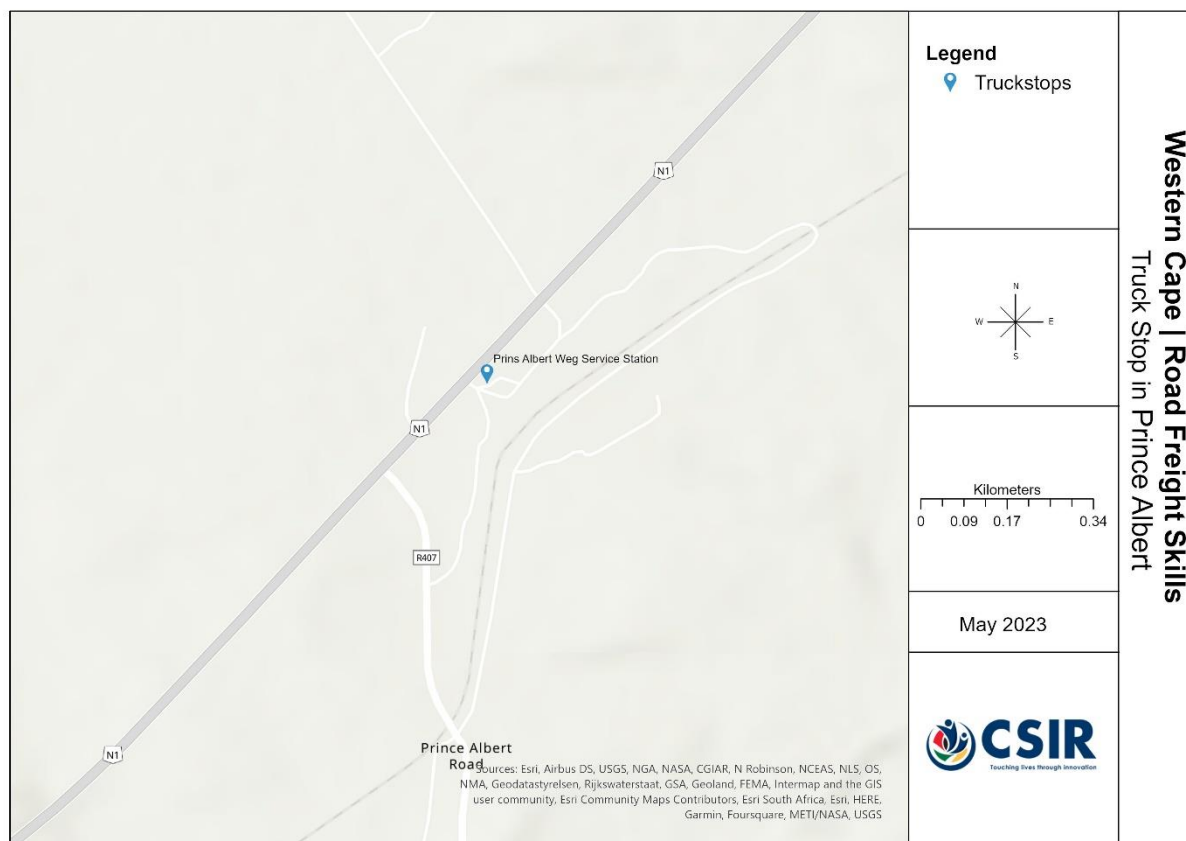 N1
N1
Prins Albert Weg Service Station
N1
R407
N1
Prince Albert
Road
Sources: Esri, Airbus DS, USGS, NGA, NASA, CGIAR, N Robinson, NCEAS, NLS, OS,
NMA, Geodatastyrelsen, Rijkswaterstaat, GSA, Geoland, FEMA, Intermap and the GIS
user community, Esri Community Maps Contributors, Esri South Africa, Esri, HERE,
Garmin, Foursquare, METI/NASA, USGS
Legend
Truckstops
N
W E
S
Kilometers
0 0.09 0.17 0.34
May 2023
CSIR
Touching lives through innovation
Western Cape | Road Freight Skills
Truck Stop in Prince Albert